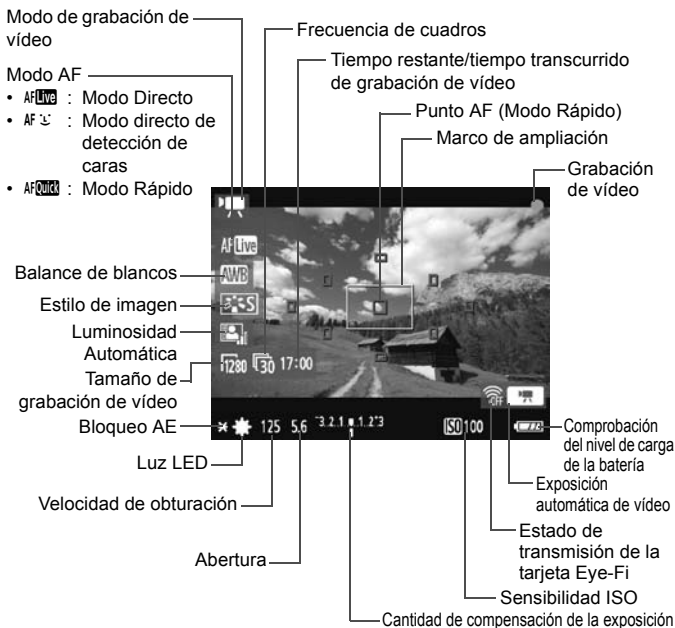 Modo de grabación de
vídeo
Modo AF
• AF Live : Modo Directo
• AF : Modo directo de
detección de
caras
• AF Quick : Modo Rápido
Frecuencia de cuadros
Tiempo restante/tiempo transcurrido
de grabación de vídeo
Punto AF (Modo Rápido)
Marco de ampliación
Grabación
de vídeo
Balance de blancos
Estilo de imagen
Luminosidad
Automática
Tamaño de
grabación de vídeo
Bloqueo AE
Luz LED
Velocidad de obturación
Abertura
AF Live
AWB
S
1280 30 17:00
OFF
125 5.6 -3.2.1.1.2+3
ISO 100
Comprobación
del nivel de carga
de la batería
Exposición
automática de vídeo
Estado de
transmisión de la
tarjeta Eye-Fi
Sensibilidad ISO
Cantidad de compensación de la exposición